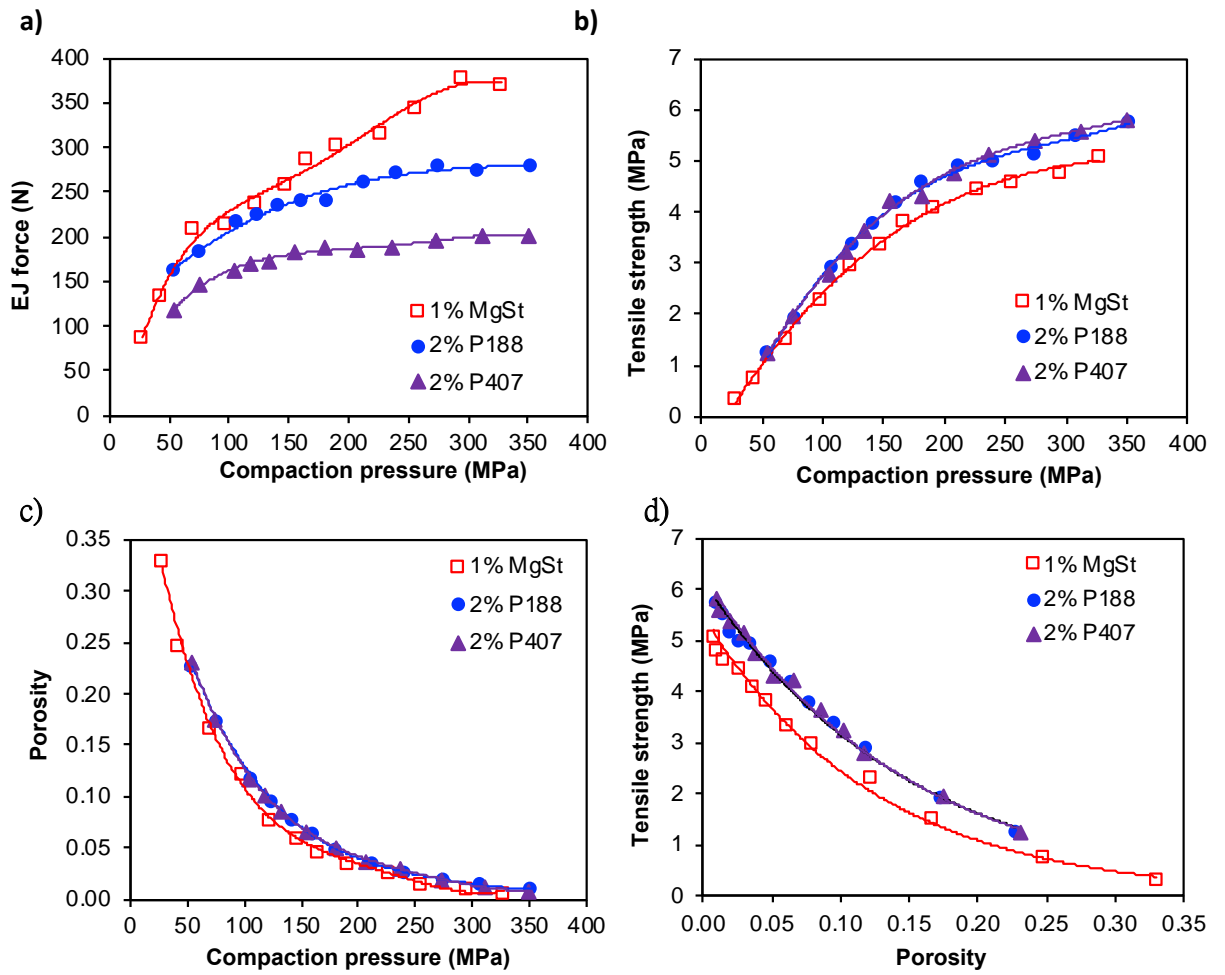 a)
EJ force (N)
400
350
300
250
200
150
100
50
0
0 50 100 150 200 250 300 350 400
Compaction pressure (MPa)
1% MgSt
2% P188
2% P407
b)
Tensile strength (MPa)
7
6
5
4
3
2
1
0
0 50 100 150 200 250 300 350 400
Compaction pressure (MPa)
1% MgSt
2% P188
2% P407
c)
Porosity
0.35
0.30
0.25
0.20
0.15
0.10
0.05
0.00
0 50 100 150 200 250 300 350 400
Compaction pressure (MPa)
1% MgSt
2% P188
2% P407
d)
Tensile strength (MPa)
7
6
5
4
3
2
1
0
0.00 0.05 0.10 0.15 0.20 0.25 0.30 0.35
Porosity
1% MgSt
2% P188
2% P407